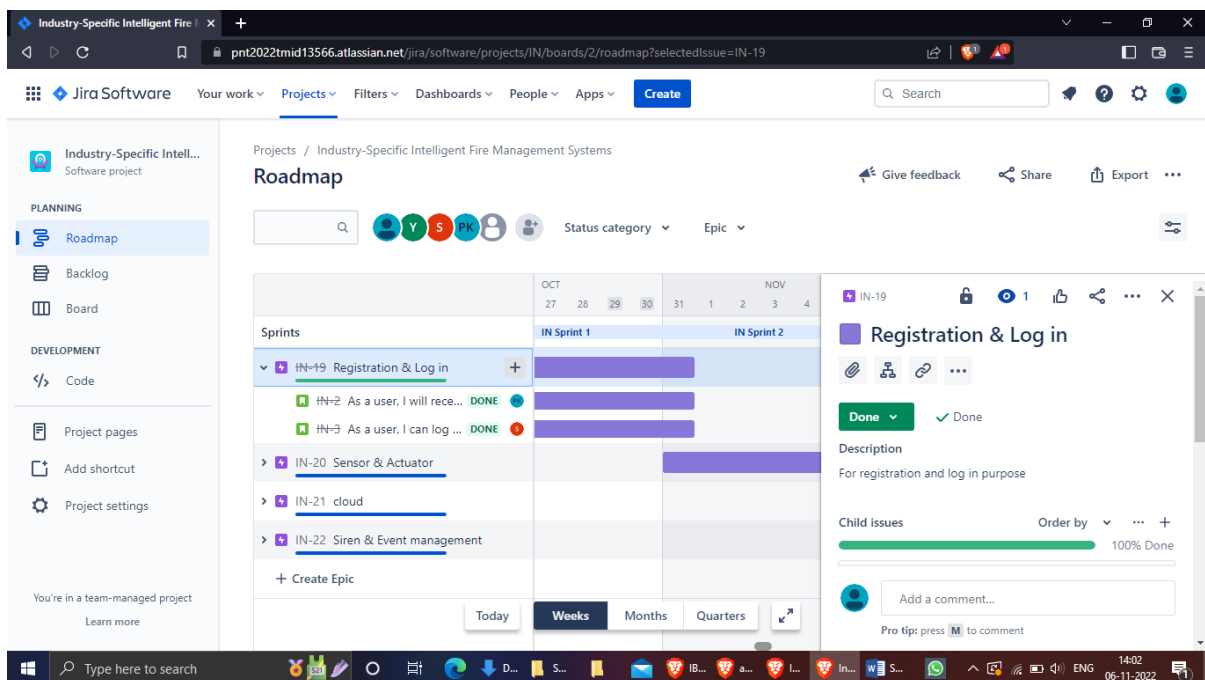 Industry-Specific Intelligent Fire
pnt2022tmid13566.atlassian.net/jira/software/projects/IN/boards/2/roadmap?selectedIssue=IN-19
1
Jira Software Your work Projects Filters Dashboards People Apps Create Search
Industry-Specific Intell...
Software project
PLANNING
Roadmap
Backlog
Board
DEVELOPMENT
Code
Project pages
Add shortcut
Project settings
You're in a team-managed project
Learn more
Projects / Industry-Specific Intelligent Fire Management Systems
Roadmap
Give feedback Share Export
Y S PK Status category Epic
OCT NOV
27 28 29 30 31 1 2 3 4
Sprints IN Sprint 1 IN Sprint 2
IN-19 Registration & Log in
IN-2 As a user, I will rece... DONE PK
IN-3 As a user, I can log ... DONE S
IN-20 Sensor & Actuator
IN-21 cloud
IN-22 Siren & Event management
+ Create Epic
Today Weeks Months Quarters
IN-19 1
Registration & Log in
Done Done
Description
For registration and log in purpose
Child issues Order by
100% Done
Add a comment...
Pro tip: press M to comment
Type here to search D... S... IB... a... I... In... S... ENG 14:02
06-11-2022